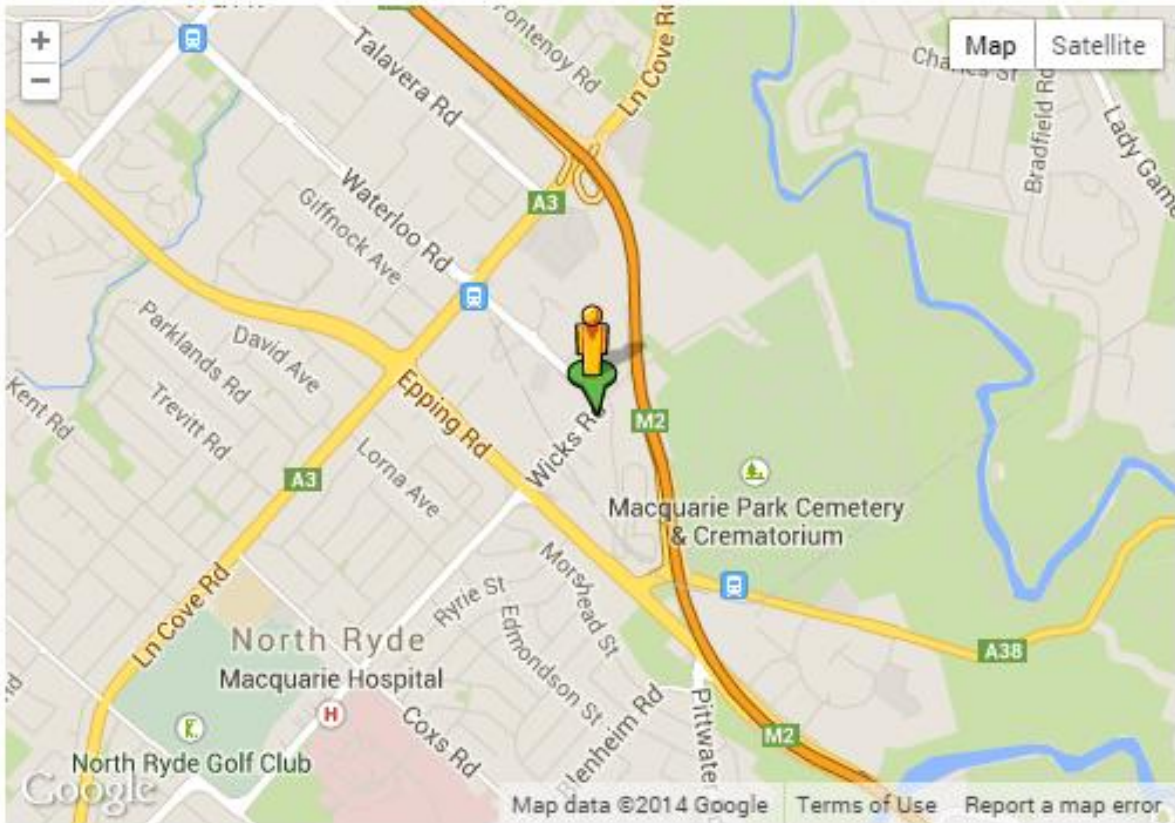 +
Map
Satellite
−
Fontenoy Rd
Talavera Rd
Ln Cove Rd
Charles St
Bradfield Rd
Lady Game
A3
Waterloo Rd
Giffnock Ave
Parklands Rd
David Ave
Trevitt Rd
Kent Rd
Epping Rd
Lorna Ave
A3
Wicks Rd
M2
Macquarie Park Cemetery
& Crematorium
Morshead St
Ryrie St
Edmondson St
Ln Cove Rd
North Ryde
Macquarie Hospital
H
A38
Coxs Rd
Blenheim Rd
Pittwater
M2
North Ryde Golf Club
Google
Map data ©2014 Google
Terms of Use
Report a map error